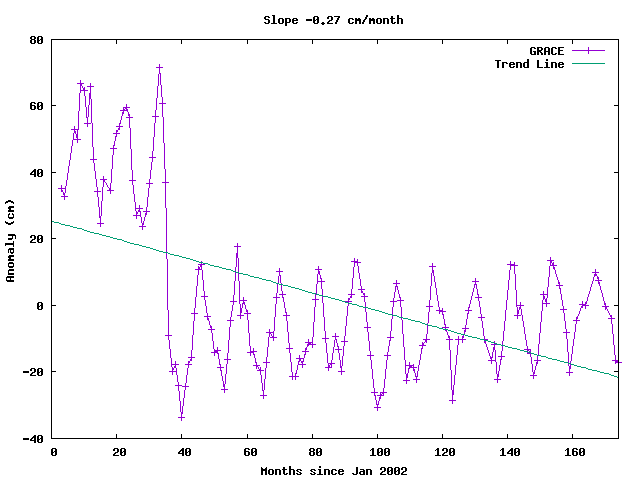 Slope -0.27 cm/month
GRACE
Trend Line
80
60
40
20
0
-20
-40
Anomaly (cm)
0 20 40 60 80 100 120 140 160
Months since Jan 2002